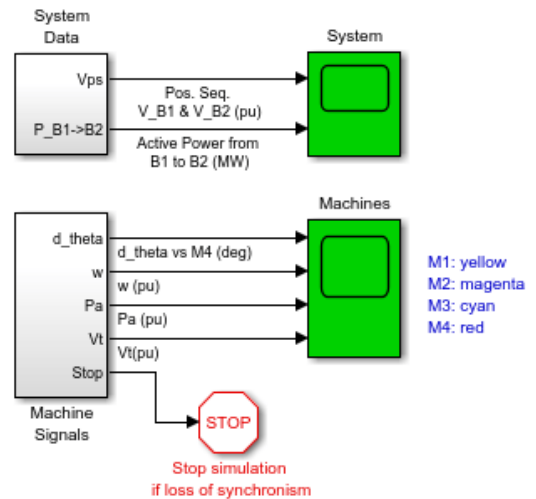 System
Data
System
Vps
Pos. Seq.
V_B1 & V_B2 (pu)
P_B1->B2
Active Power from
B1 to B2 (MW)
Machines
d_theta
d_theta vs M4 (deg)
w
w (pu)
Pa
Pa (pu)
Vt
Vt(pu)
Stop
M1: yellow
M2: magenta
M3: cyan
M4: red
Machine
Signals
STOP
Stop simulation
if loss of synchronism